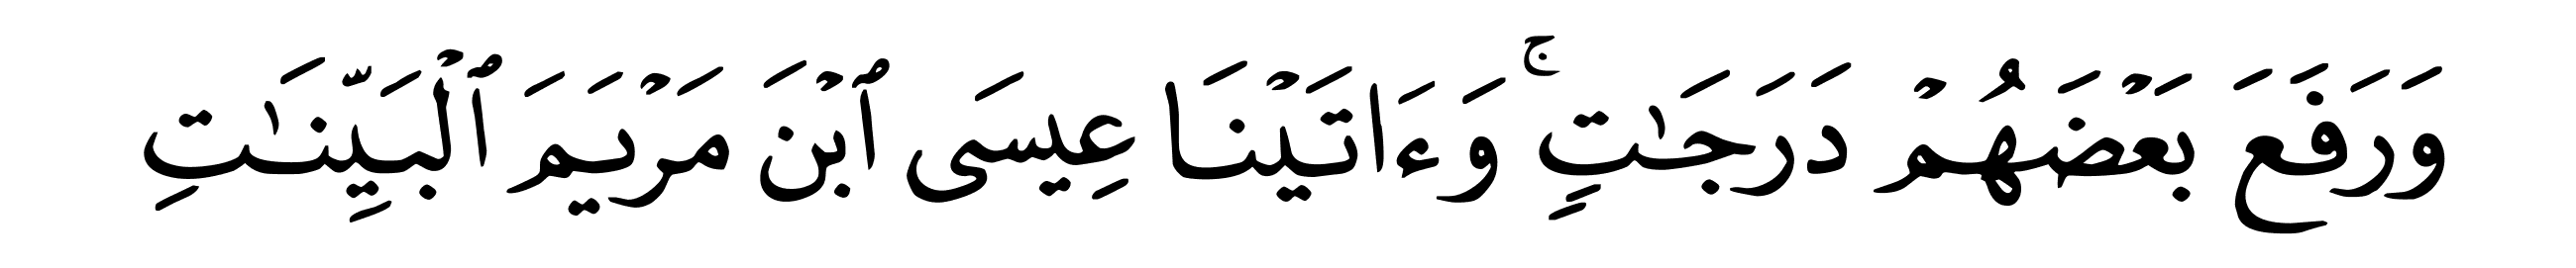 وَرَفَعَ بَعْضَهُمْ دَرَجَـٰتٍ ۚ وَءَاتَيْنَا عِيسَى ٱبْنَ مَرْيَمَ ٱلْبَيِّنَـٰتِ